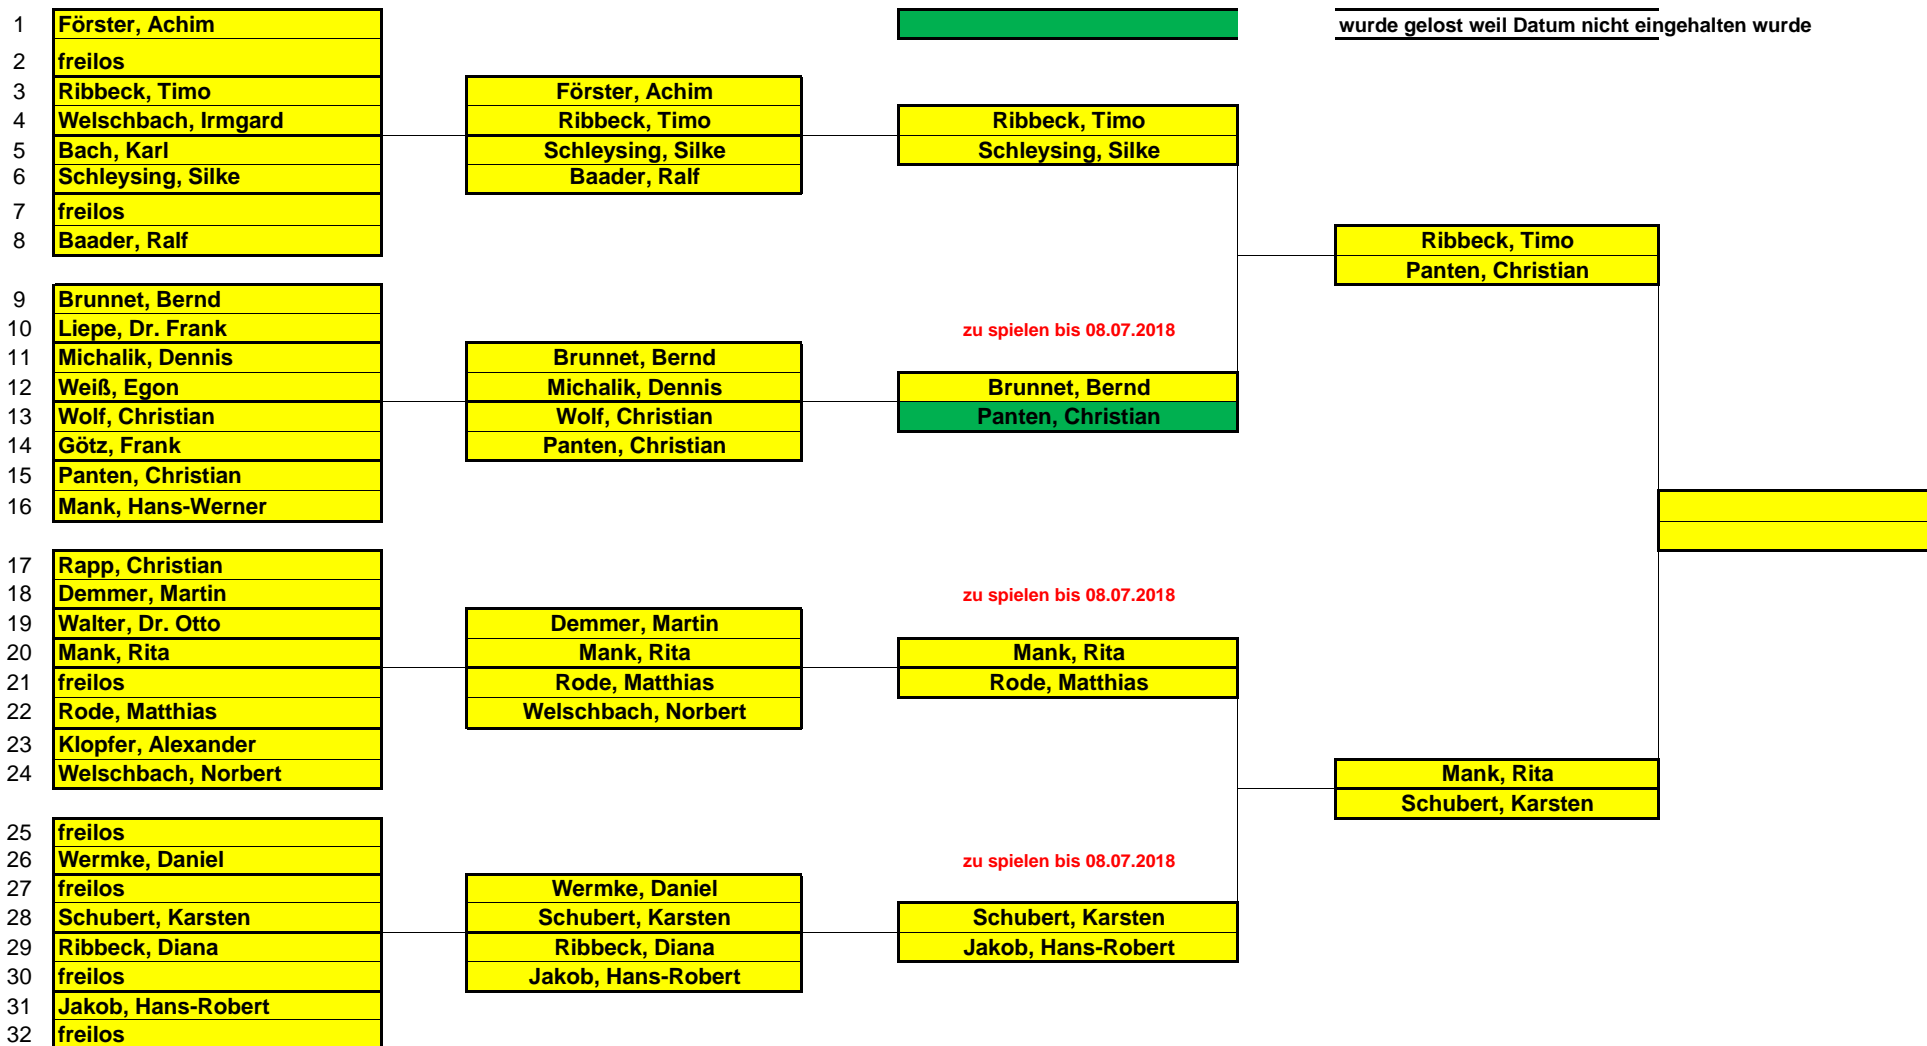 1 Förster, Achim wurde gelost weil Datum nicht eingehalten wurde
2 freilos
3 Ribbeck, Timo Förster, Achim
4 Welschbach, Irmgard Ribbeck, Timo Ribbeck, Timo
5 Bach, Karl Schleysing, Silke Schleysing, Silke
6 Schleysing, Silke Baader, Ralf
7 freilos
8 Baader, Ralf Ribbeck, Timo
Panten, Christian
9 Brunnet, Bernd
10 Liepe, Dr. Frank zu spielen bis 08.07.2018
11 Michalik, Dennis Brunnet, Bernd
12 Weiß, Egon Michalik, Dennis Brunnet, Bernd
13 Wolf, Christian Wolf, Christian Panten, Christian
14 Götz, Frank Panten, Christian
15 Panten, Christian
16 Mank, Hans-Werner
17 Rapp, Christian
18 Demmer, Martin zu spielen bis 08.07.2018
19 Walter, Dr. Otto Demmer, Martin
20 Mank, Rita Mank, Rita Mank, Rita
21 freilos Rode, Matthias Rode, Matthias
22 Rode, Matthias Welschbach, Norbert
23 Klopfer, Alexander
24 Welschbach, Norbert Mank, Rita
Schubert, Karsten
25 freilos
26 Wermke, Daniel zu spielen bis 08.07.2018
27 freilos Wermke, Daniel
28 Schubert, Karsten Schubert, Karsten Schubert, Karsten
29 Ribbeck, Diana Ribbeck, Diana Jakob, Hans-Robert
30 freilos Jakob, Hans-Robert
31 Jakob, Hans-Robert
32 freilos